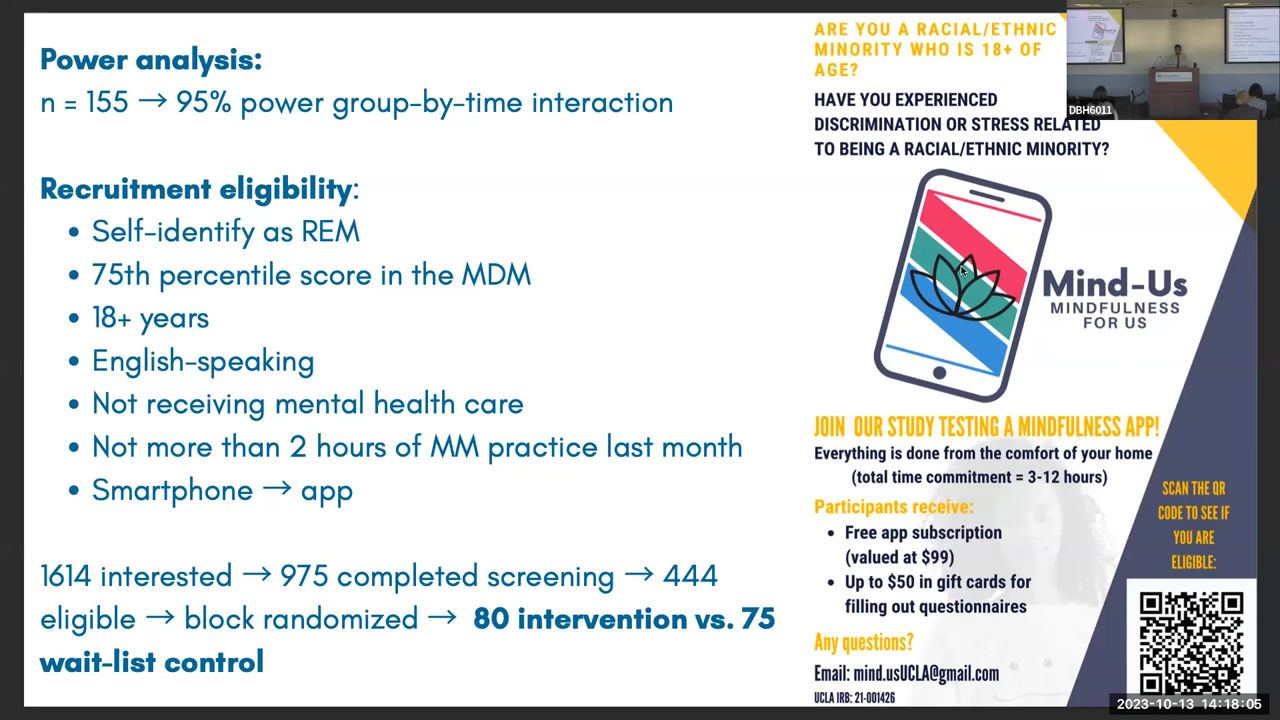 Power analysis:
n = 155 → 95% power group-by-time interaction
Recruitment eligibility:
• Self-identify as REM
• 75th percentile score in the MDM
• 18+ years
• English-speaking
• Not receiving mental health care
• Not more than 2 hours of MM practice last month
• Smartphone → app
1614 interested → 975 completed screening → 444
eligible → block randomized → 80 intervention vs. 75
wait-list control
ARE YOU A RACIAL/ETHNIC
MINORITY WHO IS 18+ OF
AGE?
HAVE YOU EXPERIENCED
DISCRIMINATION OR STRESS RELATED
TO BEING A RACIAL/ETHNIC MINORITY?
Mind-Us
MINDFULNESS
FOR US
JOIN OUR STUDY TESTING A MINDFULNESS APP!
Everything is done from the comfort of your home
(total time commitment = 3-12 hours)
Participants receive:
• Free app subscription
(valued at $99)
• Up to $50 in gift cards for
filling out questionnaires
Any questions?
Email: mind.usUCLA@gmail.com
UCLA IRB: 21-001426
SCAN THE QR
CODE TO SEE IF
YOU ARE
ELIGIBLE:
DBH6011
2023-10-13 14:18:05